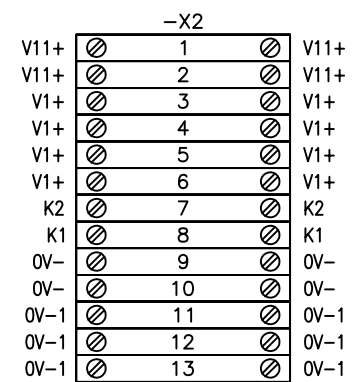 -X2
V11+ 1 V11+
V11+ 2 V11+
V1+ 3 V1+
V1+ 4 V1+
V1+ 5 V1+
V1+ 6 V1+
K2 7 K2
K1 8 K1
0V- 9 0V-
0V- 10 0V-
0V-1 11 0V-1
0V-1 12 0V-1
0V-1 13 0V-1